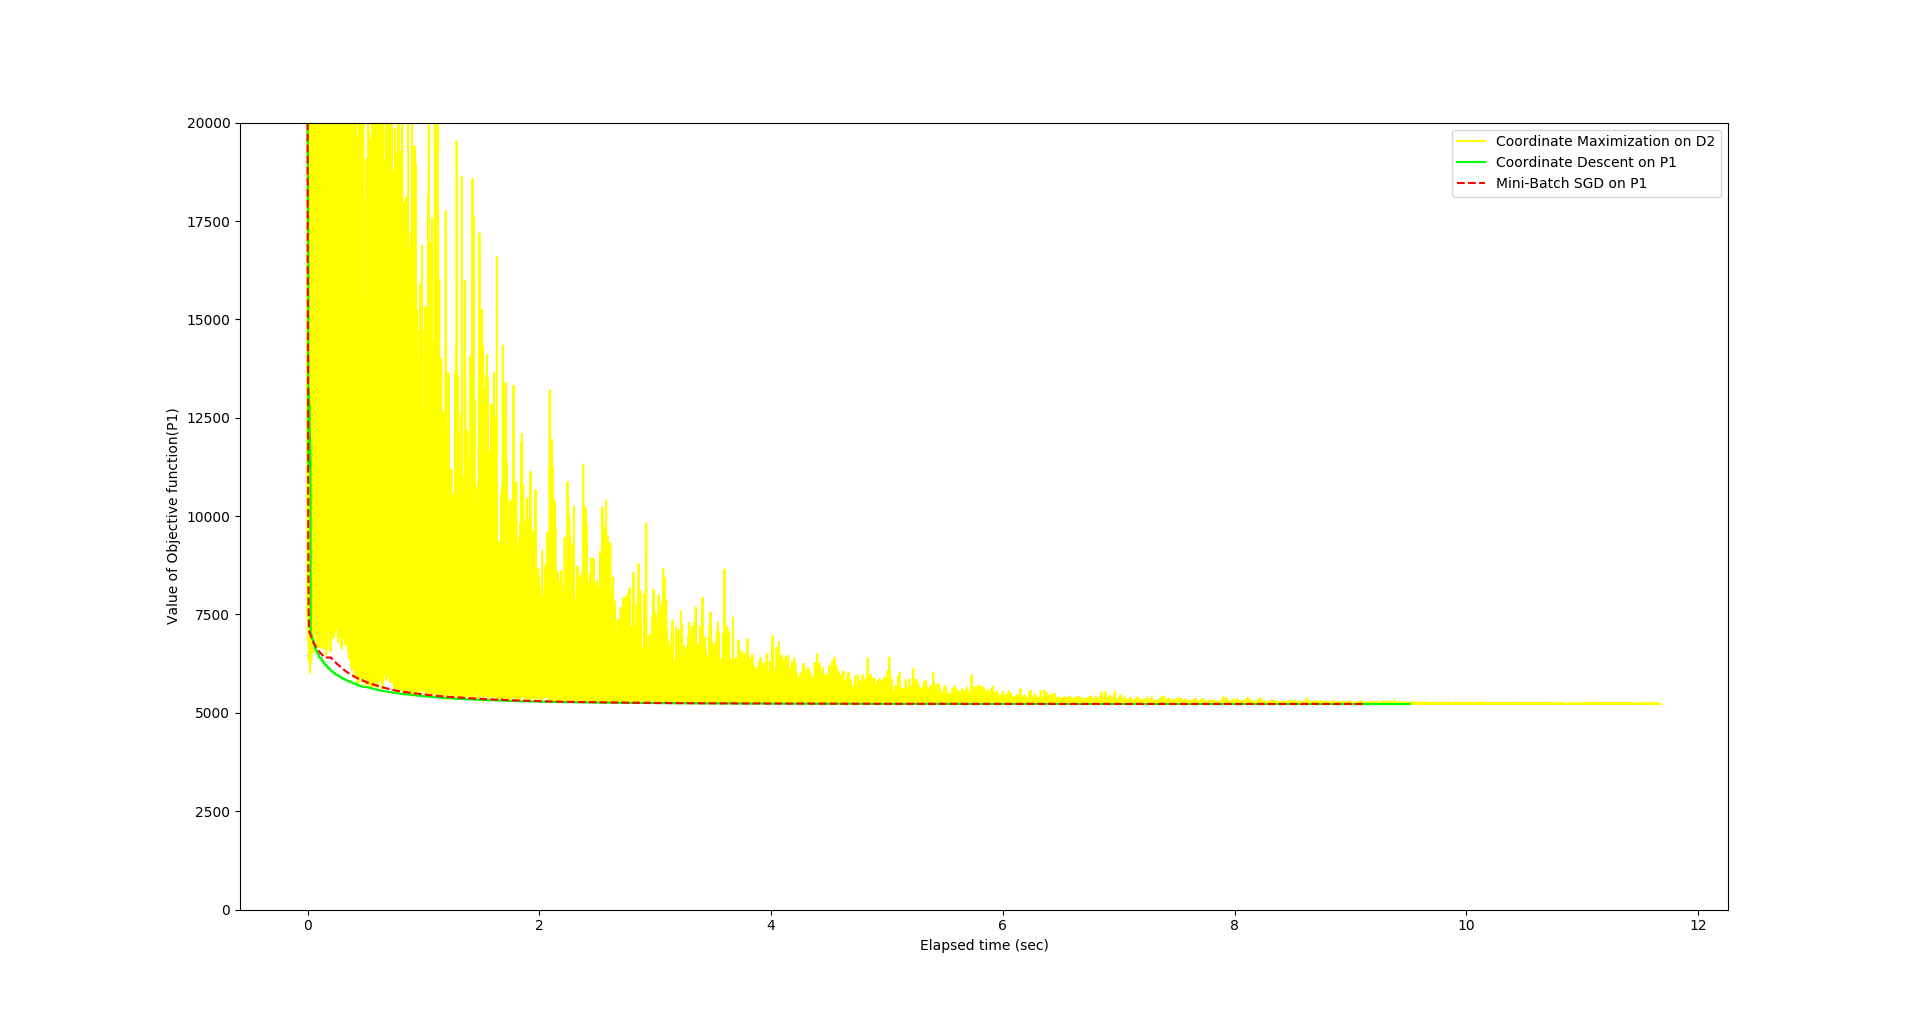 20000
17500
15000
12500
10000
7500
5000
2500
0
Value of Objective function(P1)
Coordinate Maximization on D2
Coordinate Descent on P1
Mini-Batch SGD on P1
0 2 4 6 8 10 12
Elapsed time (sec)